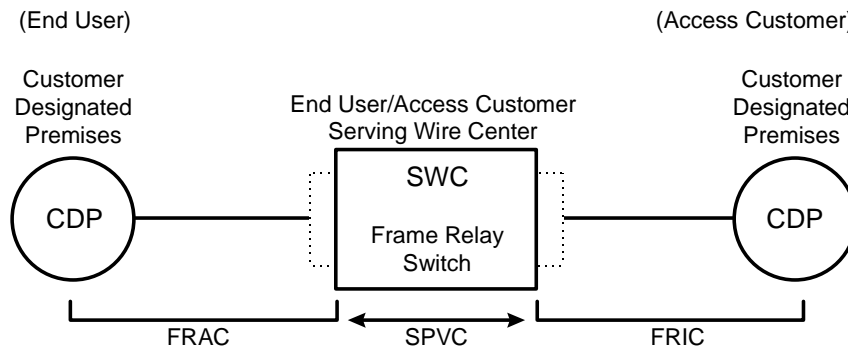 (End User)
(Access Customer)
Customer
Designated
Premises
End User/Access Customer
Serving Wire Center
Customer
Designated
Premises
CDP
SWC
Frame Relay
Switch
CDP
FRAC
SPVC
FRIC